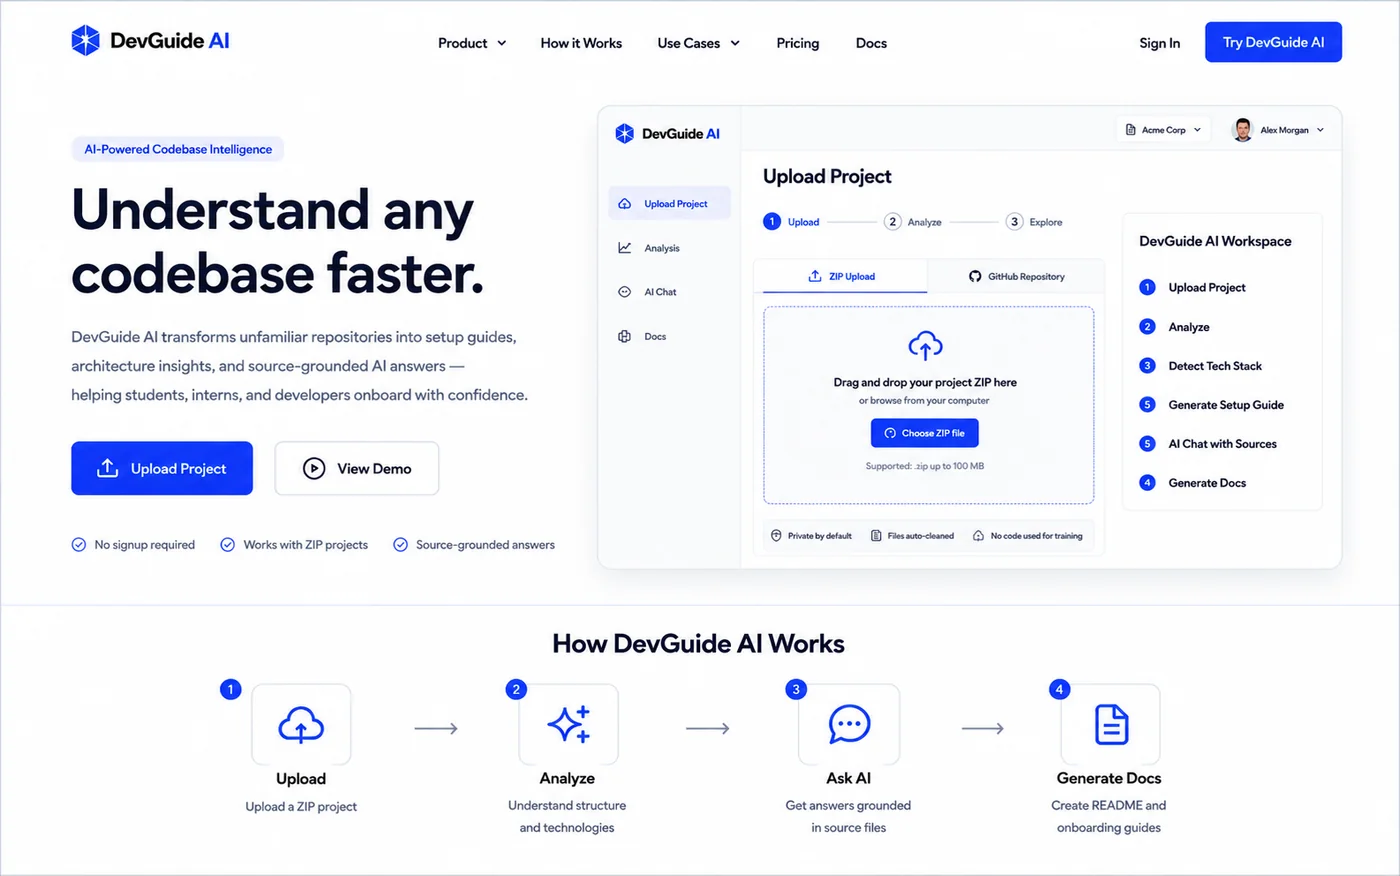 DevGuide AI
Product
How it Works
Use Cases
Pricing
Docs
Sign In
Try DevGuide AI
AI-Powered Codebase Intelligence
Understand any
codebase faster.
DevGuide AI transforms unfamiliar repositories into setup guides,
architecture insights, and source-grounded AI answers —
helping students, interns, and developers onboard with confidence.
Upload Project
View Demo
No signup required
Works with ZIP projects
Source-grounded answers
DevGuide AI
Acme Corp
Alex Morgan
Upload Project
Analysis
AI Chat
Docs
Upload Project
1 Upload
2 Analyze
3 Explore
ZIP Upload
GitHub Repository
Drag and drop your project ZIP here
or browse from your computer
Choose ZIP file
Supported: .zip up to 100 MB
Private by default
Files auto-cleaned
No code used for training
DevGuide AI Workspace
1 Upload Project
2 Analyze
3 Detect Tech Stack
5 Generate Setup Guide
5 AI Chat with Sources
4 Generate Docs
How DevGuide AI Works
1
Upload
Upload a ZIP project
2
Analyze
Understand structure
and technologies
3
Ask AI
Get answers grounded
in source files
4
Generate Docs
Create README and
onboarding guides